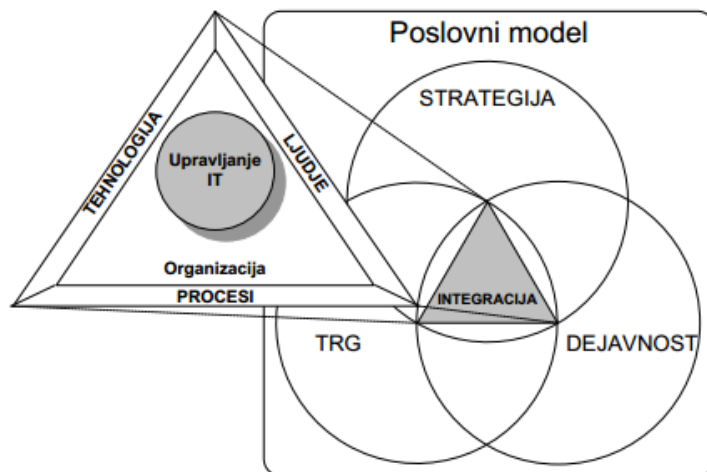 Poslovni model
STRATEGIJA
TEHNOLOGIJA
LJUDJE
Upravljanje
IT
Organizacija
PROCESI
INTEGRACIJA
TRG
DEJAVNOST